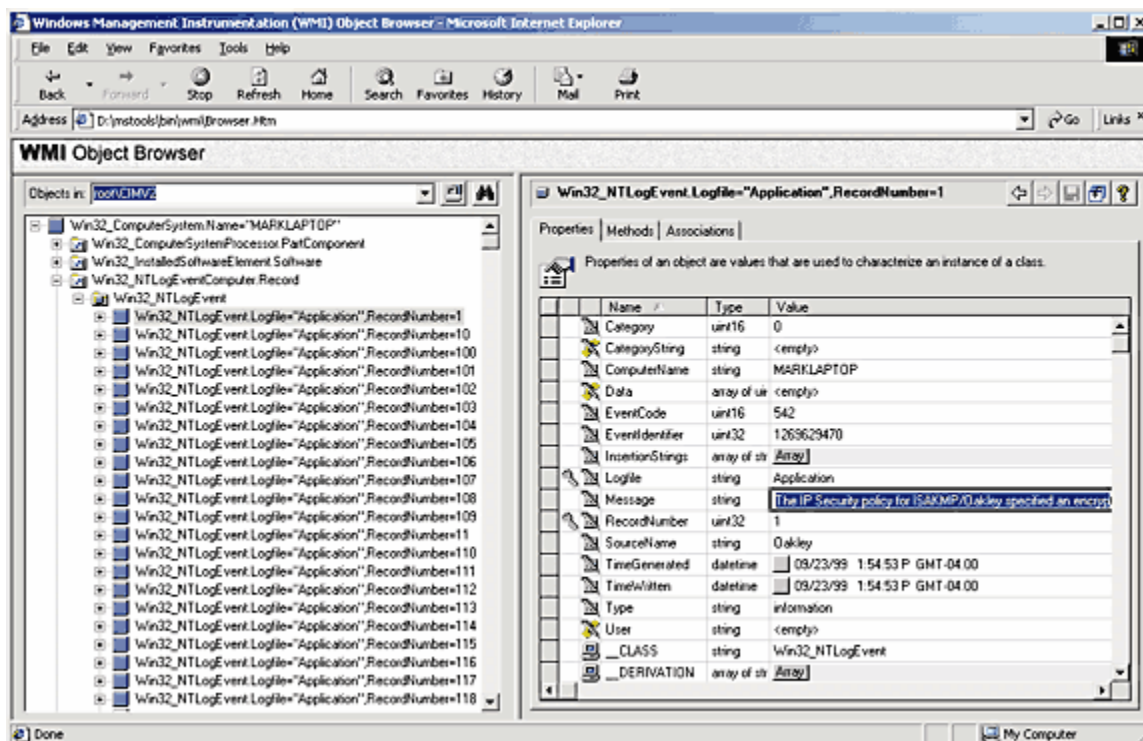 Windows Management Instrumentation (WMI) Object Browser - Microsoft Internet Explorer
File Edit View Favorites Tools Help
Back Forward Stop Refresh Home Search Favorites History Mail Print
Address D:\mstools\bin\wmi\Browser.Htm Go Links
WMI Object Browser
Objects in: root\CIMV2
Win32_ComputerSystem.Name="MARKLAPTOP"
Win32_ComputerSystemProcessor.PartComponent
Win32_InstalledSoftwareElement.Software
Win32_NTLogEventComputer.Record
Win32_NTLogEvent
Win32_NTLogEvent.Logfile="Application",RecordNumber=1
Win32_NTLogEvent.Logfile="Application",RecordNumber=10
Win32_NTLogEvent.Logfile="Application",RecordNumber=100
Win32_NTLogEvent.Logfile="Application",RecordNumber=101
Win32_NTLogEvent.Logfile="Application",RecordNumber=102
Win32_NTLogEvent.Logfile="Application",RecordNumber=103
Win32_NTLogEvent.Logfile="Application",RecordNumber=104
Win32_NTLogEvent.Logfile="Application",RecordNumber=105
Win32_NTLogEvent.Logfile="Application",RecordNumber=106
Win32_NTLogEvent.Logfile="Application",RecordNumber=107
Win32_NTLogEvent.Logfile="Application",RecordNumber=108
Win32_NTLogEvent.Logfile="Application",RecordNumber=109
Win32_NTLogEvent.Logfile="Application",RecordNumber=11
Win32_NTLogEvent.Logfile="Application",RecordNumber=110
Win32_NTLogEvent.Logfile="Application",RecordNumber=111
Win32_NTLogEvent.Logfile="Application",RecordNumber=112
Win32_NTLogEvent.Logfile="Application",RecordNumber=113
Win32_NTLogEvent.Logfile="Application",RecordNumber=114
Win32_NTLogEvent.Logfile="Application",RecordNumber=115
Win32_NTLogEvent.Logfile="Application",RecordNumber=116
Win32_NTLogEvent.Logfile="Application",RecordNumber=117
Win32_NTLogEvent.Logfile="Application",RecordNumber=118
Win32_NTLogEvent.Logfile="Application",RecordNumber=1
Properties Methods Associations
Properties of an object are values that are used to characterize an instance of a class.
Name Type Value
Category uint16 0
CategoryString string <empty>
ComputerName string MARKLAPTOP
Data array of ui <empty>
EventCode uint16 542
EventIdentifier uint32 1269629470
InsertionStrings array of str Array
Logfile string Application
Message string The IP Security policy for ISAKMP/Oakley specified an encryp
RecordNumber uint32 1
SourceName string Oakley
TimeGenerated datetime 09/23/99 1:54:53 P GMT-04:00
TimeWritten datetime 09/23/99 1:54:53 P GMT-04:00
Type string information
User string <empty>
__CLASS string Win32_NTLogEvent
__DERIVATION array of str Array
Done My Computer